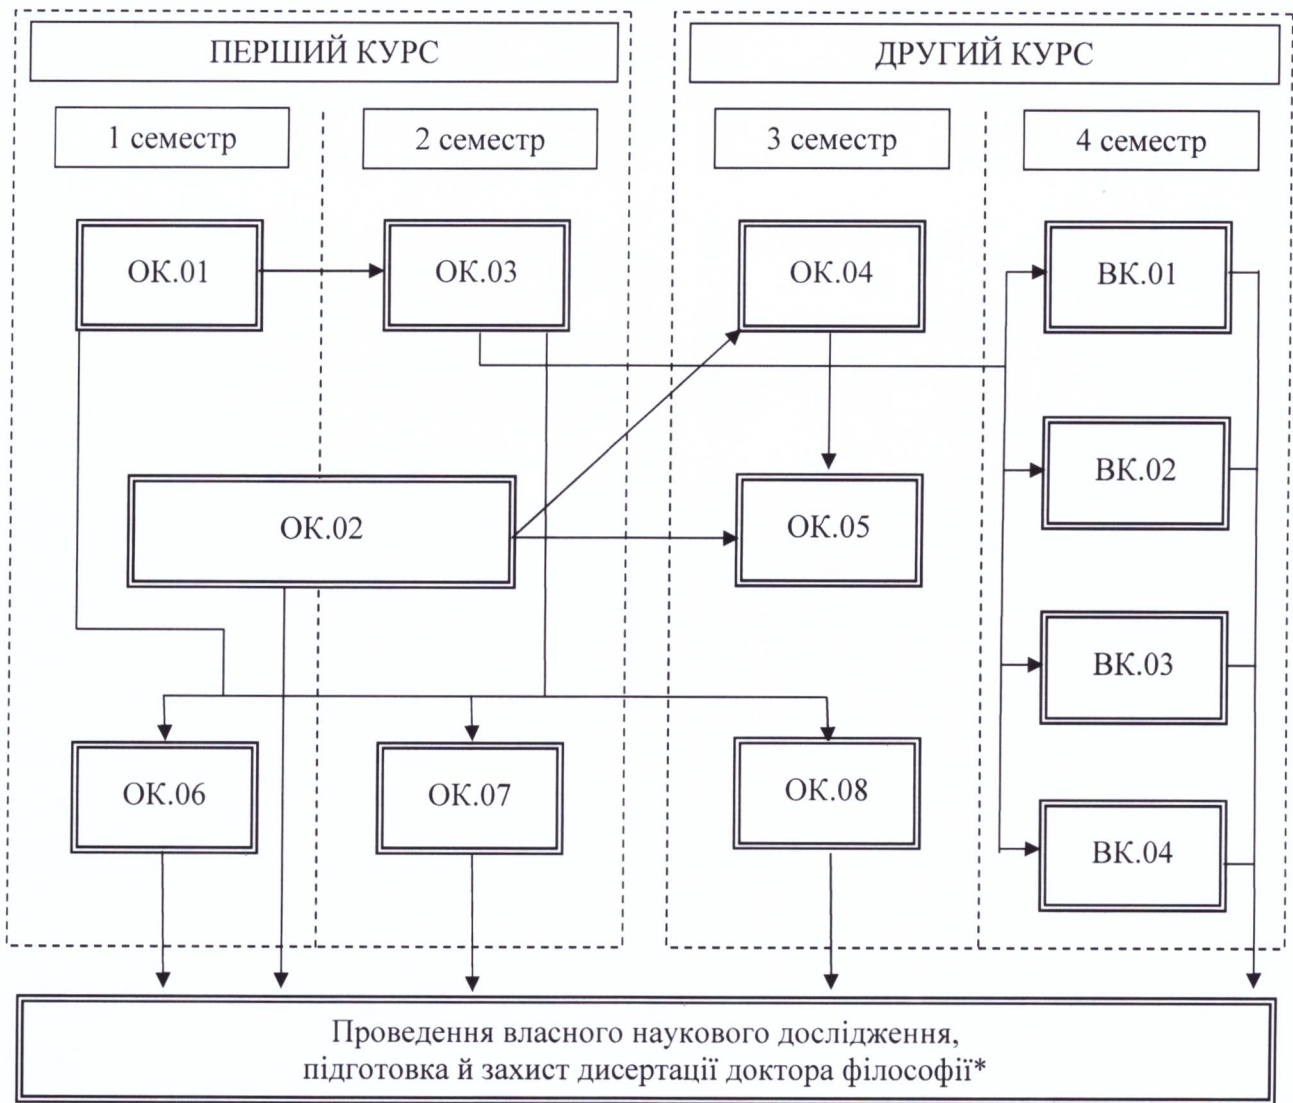 ПЕРШИЙ КУРС
ДРУГИЙ КУРС
1 семестр
2 семестр
3 семестр
4 семестр
ОК.01
ОК.03
ОК.04
ВК.01
ВК.02
ОК.02
ОК.05
ВК.03
ОК.06
ОК.07
ОК.08
ВК.04
Проведення власного наукового дослідження,
підготовка й захист дисертації доктора філософії*